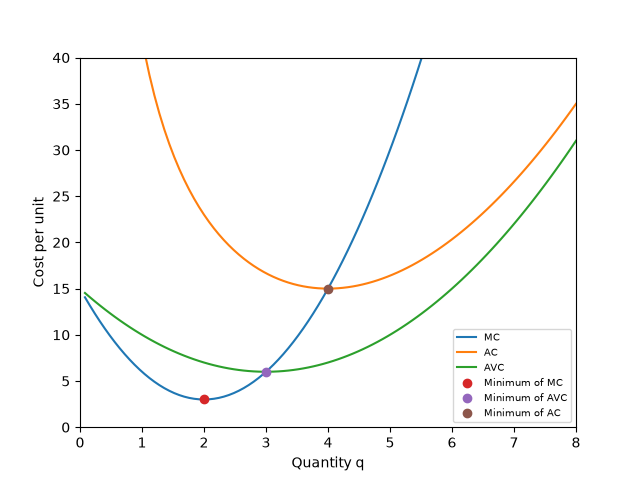 40
35
30
25
20
15
10
5
0
Cost per unit
0 1 2 3 4 5 6 7 8
Quantity q
MC
AC
AVC
Minimum of MC
Minimum of AVC
Minimum of AC